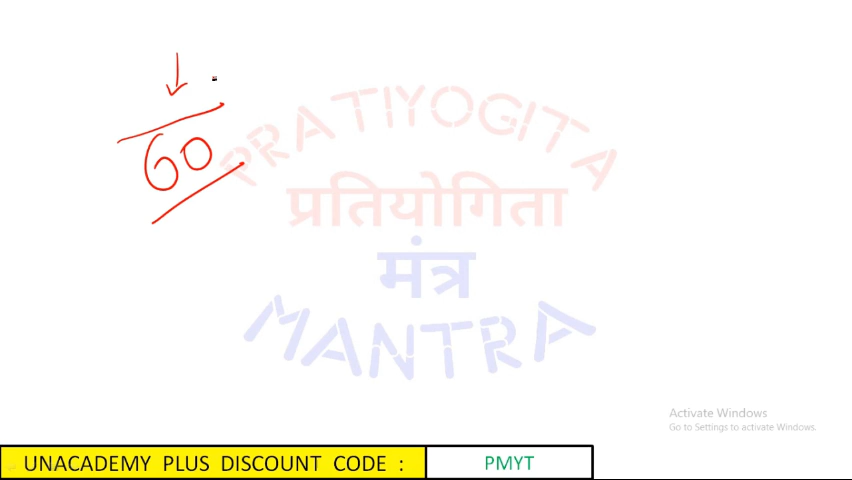 60
PRATIYOGITA
प्रतियोगिता
मंत्र
MANTRA
Activate Windows
Go to Settings to activate Windows.
UNACADEMY PLUS DISCOUNT CODE : PMYT